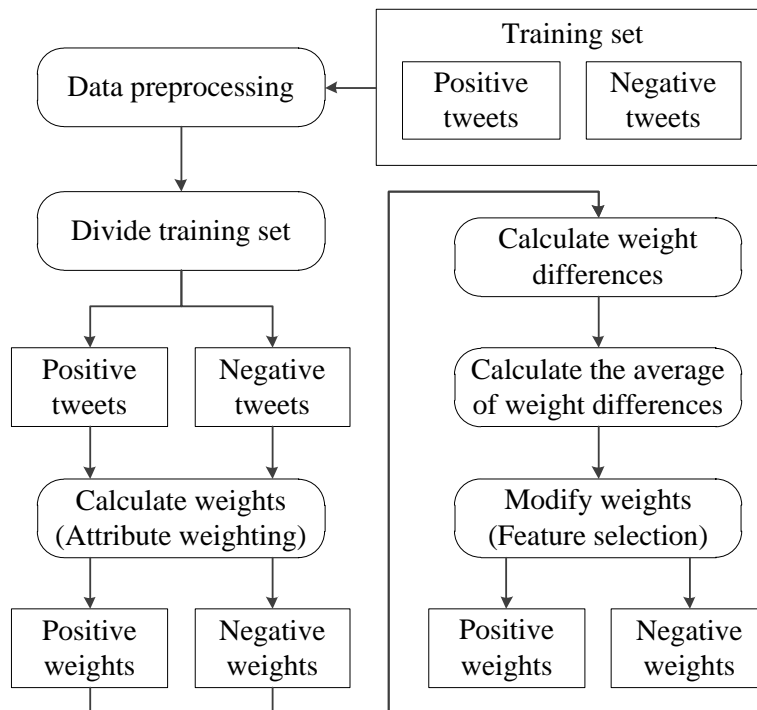 Training set
Positive
tweets
Negative
tweets
Data preprocessing
Divide training set
Positive
tweets
Negative
tweets
Calculate weights
(Attribute weighting)
Positive
weights
Negative
weights
Calculate weight
differences
Calculate the average
of weight differences
Modify weights
(Feature selection)
Positive
weights
Negative
weights